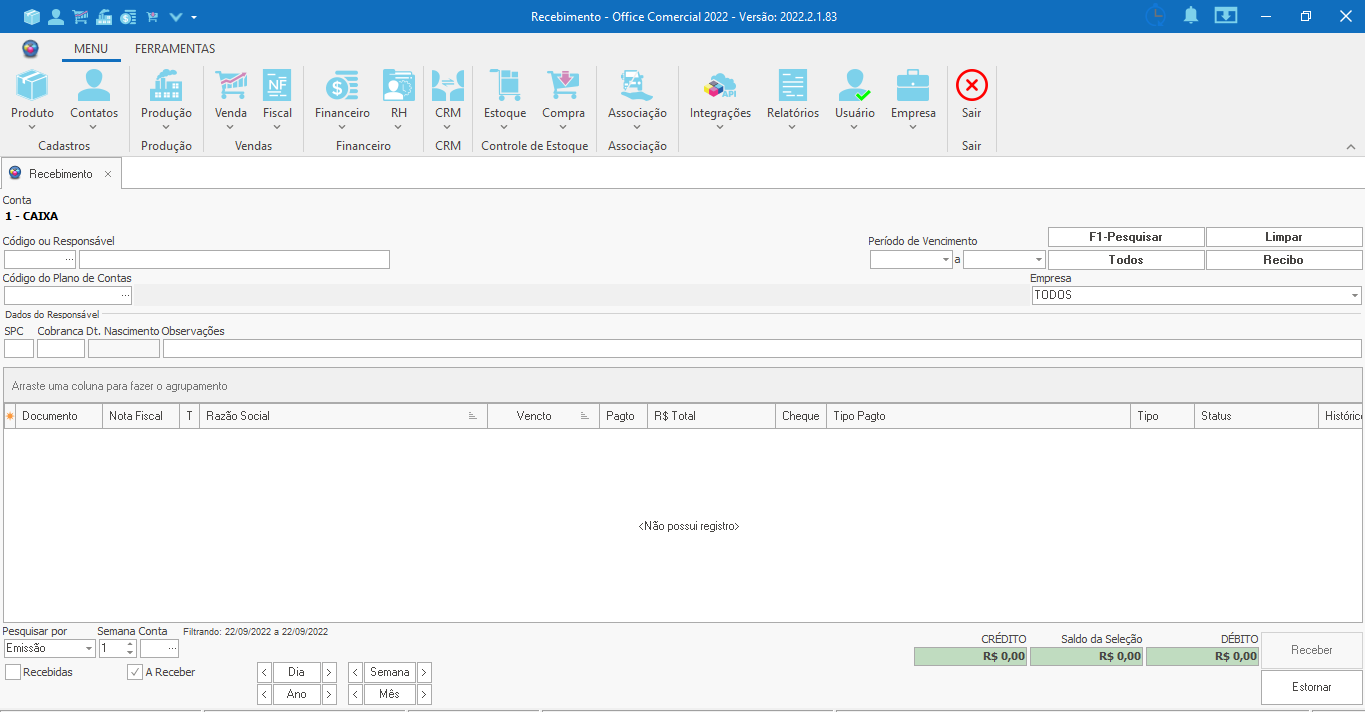 Recebimento - Office Comercial 2022 - Versão: 2022.2.1.83
MENU FERRAMENTAS
Produto Contatos Produção Venda Fiscal Financeiro RH CRM Estoque Compra Associação Integrações Relatórios Usuário Empresa Sair
NF $ API
Cadastros Produção Vendas Financeiro CRM Controle de Estoque Associação Sair
Recebimento
Conta
1 - CAIXA
Código ou Responsável Período de Vencimento F1-Pesquisar Limpar
... a Todos Recibo
Código do Plano de Contas Empresa
... TODOS
Dados do Responsável
SPC Cobranca Dt. Nascimento Observações
Arraste uma coluna para fazer o agrupamento
Documento Nota Fiscal T Razão Social Vencto Pagto R$ Total Cheque Tipo Pagto Tipo Status Histórico
<Não possui registro>
Pesquisar por Semana Conta Filtrando: 22/09/2022 a 22/09/2022
Emissão 1 ...
CRÉDITO Saldo da Seleção DÉBITO
R$ 0,00 R$ 0,00 R$ 0,00 Receber
Recebidas A Receber < Dia > < Semana >
< Ano > < Mês > Estornar